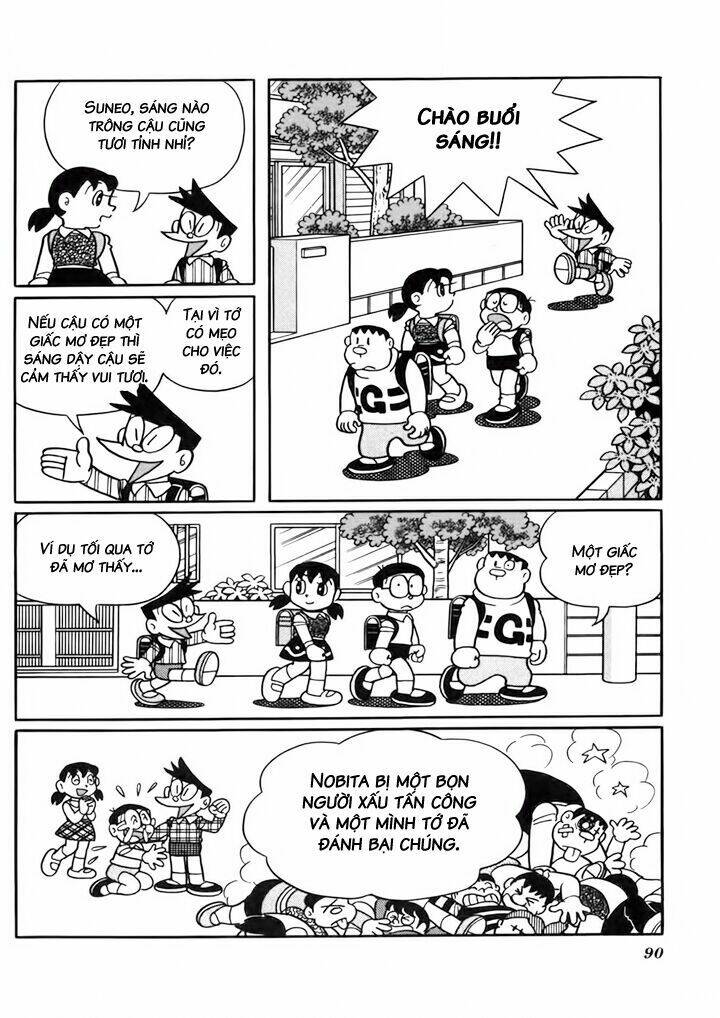 CHÀO BUỔI
SÁNG!!
G
SUNEO, SÁNG NÀO
TRÔNG CẬU CŨNG
TƯƠI TỈNH NHỈ?
TẠI VÌ TỚ
CÓ MẸO
CHO VIỆC
ĐÓ.
NẾU CẬU CÓ MỘT
GIẤC MƠ ĐẸP THÌ
SÁNG DẬY CẬU SẼ
CẢM THẤY VUI TƯƠI.
MỘT GIẤC
MƠ ĐẸP?
G
VÍ DỤ TỐI QUA TỚ
ĐÃ MƠ THẤY...
NOBITA BỊ MỘT BỌN
NGƯỜI XẤU TẤN CÔNG
VÀ MỘT MÌNH TỚ ĐÃ
ĐÁNH BẠI CHÚNG.
90